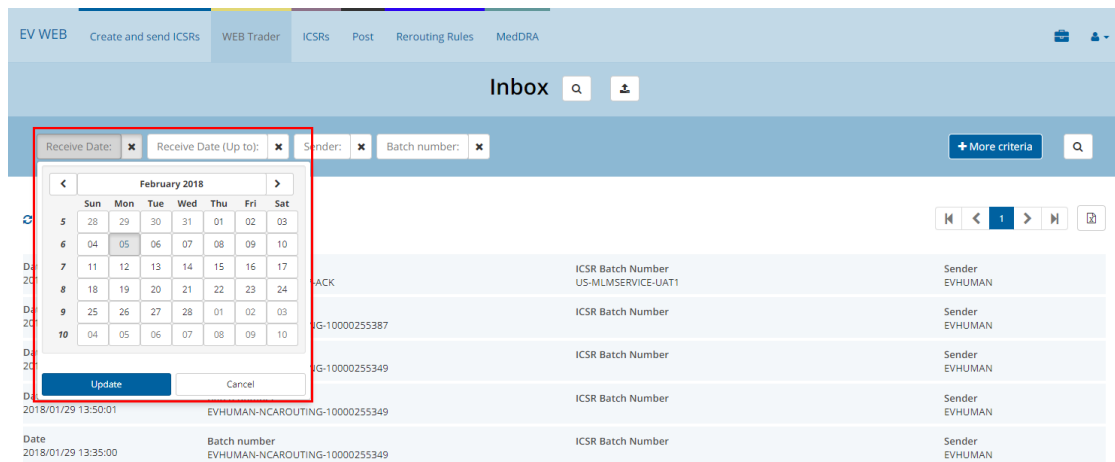 EV WEB Create and send ICSRs WEB Trader ICSRs Post Rerouting Rules MedDRA
Inbox
Receive Date: Receive Date (Up to): Sender: Batch number: + More criteria
February 2018
Sun Mon Tue Wed Thu Fri Sat
5 28 29 30 31 01 02 03
6 04 05 06 07 08 09 10
7 11 12 13 14 15 16 17
8 18 19 20 21 22 23 24
9 25 26 27 28 01 02 03
10 04 05 06 07 08 09 10
Update Cancel
1
ICSR Batch Number Sender
-ACK US-MLMSERVICE-UAT1 EVHUMAN
ICSR Batch Number Sender
NG-10000255387 EVHUMAN
ICSR Batch Number Sender
NG-10000255349 EVHUMAN
ICSR Batch Number Sender
2018/01/29 13:50:01 EVHUMAN-NCAROUTING-10000255349 EVHUMAN
Date Batch number ICSR Batch Number Sender
2018/01/29 13:35:00 EVHUMAN-NCAROUTING-10000255349 EVHUMAN